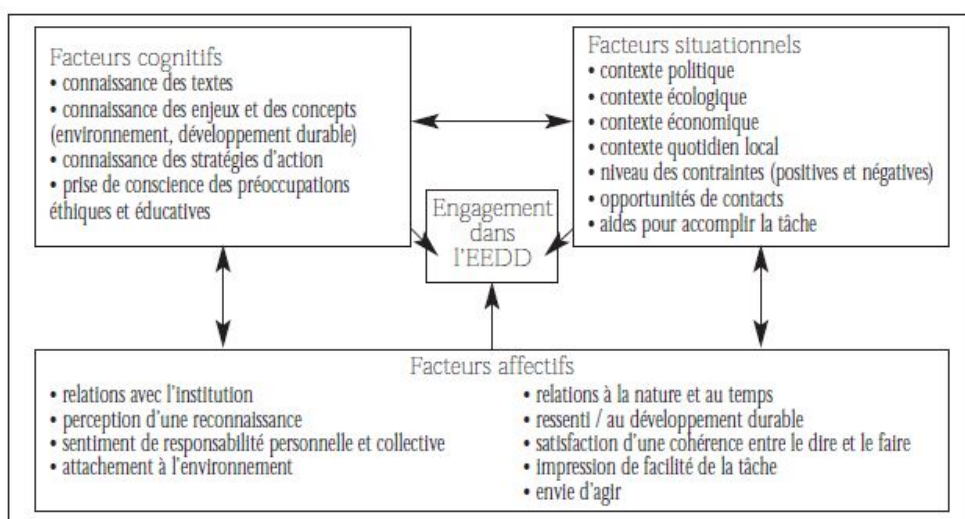 Facteurs cognitifs
• connaissance des textes
• connaissance des enjeux et des concepts
(environnement, développement durable)
• connaissance des stratégies d'action
• prise de conscience des préoccupations
éthiques et éducatives
Facteurs situationnels
• contexte politique
• contexte écologique
• contexte économique
• contexte quotidien local
• niveau des contraintes (positives et négatives)
• opportunités de contacts
• aides pour accomplir la tâche
Engagement
dans
l'EEDD
Facteurs affectifs
• relations avec l'institution
• perception d'une reconnaissance
• sentiment de responsabilité personnelle et collective
• attachement à l'environnement
• relations à la nature et au temps
• ressenti / au développement durable
• satisfaction d'une cohérence entre le dire et le faire
• impression de facilité de la tâche
• envie d'agir